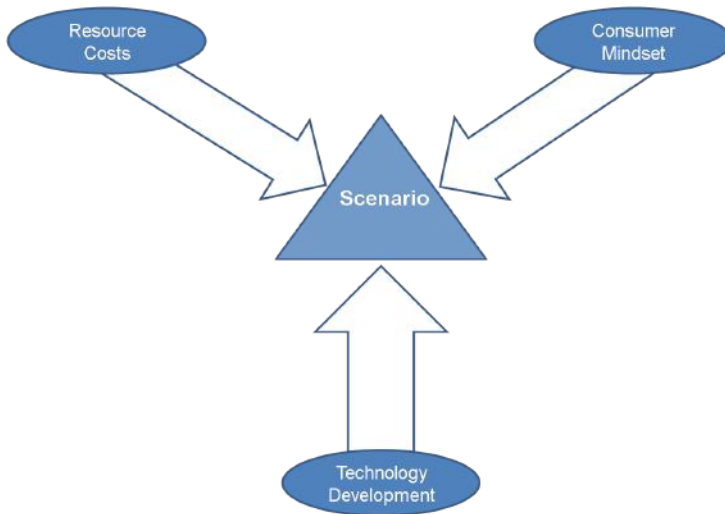 Resource
Costs
Consumer
Mindset
Scenario
Technology
Development